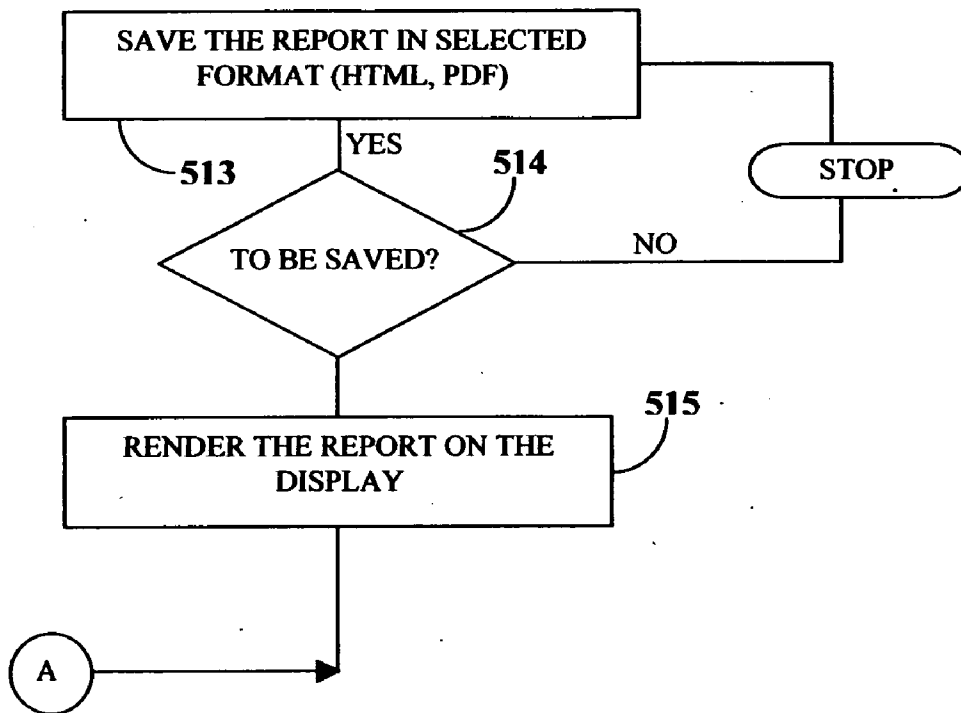 SAVE THE REPORT IN SELECTED
FORMAT (HTML, PDF)
YES
513
514
STOP
TO BE SAVED?
NO
515
RENDER THE REPORT ON THE
DISPLAY
A